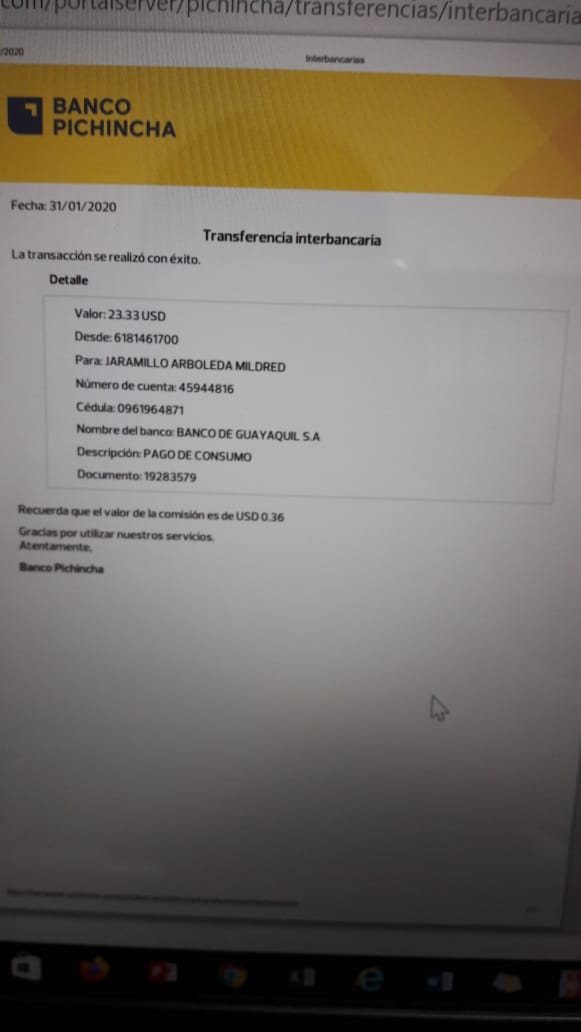 com/portalserver/pichincha/transferencias/interbancaria
/2020
Interbancarias
BANCO
PICHINCHA
Fecha: 31/01/2020
Transferencia interbancaria
La transacción se realizó con éxito.
Detalle
Valor: 23.33 USD
Desde: 6181461700
Para: JARAMILLO ARBOLEDA MILDRED
Número de cuenta: 45944816
Cédula: 0961964871
Nombre del banco: BANCO DE GUAYAQUIL S.A
Descripción: PAGO DE CONSUMO
Documento: 19283579
Recuerda que el valor de la comisión es de USD 0.36
Gracias por utilizar nuestros servicios.
Atentamente,
Banco Pichincha